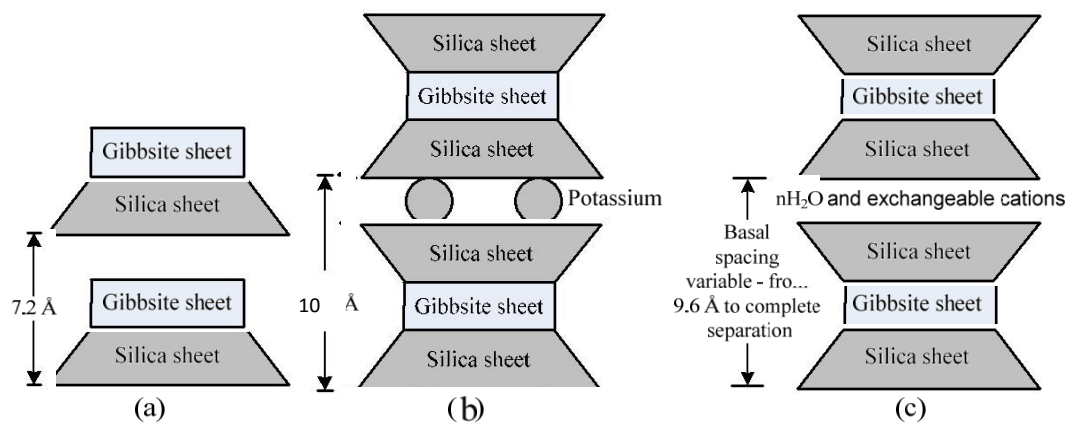 Gibbsite sheet
Silica sheet
7.2 Å
Gibbsite sheet
Silica sheet
(a)
Silica sheet
Gibbsite sheet
Silica sheet
Potassium
10 Å
Silica sheet
Gibbsite sheet
Silica sheet
(b)
Silica sheet
Gibbsite sheet
Silica sheet
nH₂O and exchangeable cations
Basal
spacing
variable - fro...
9.6 Å to complete
separation
Silica sheet
Gibbsite sheet
Silica sheet
(c)